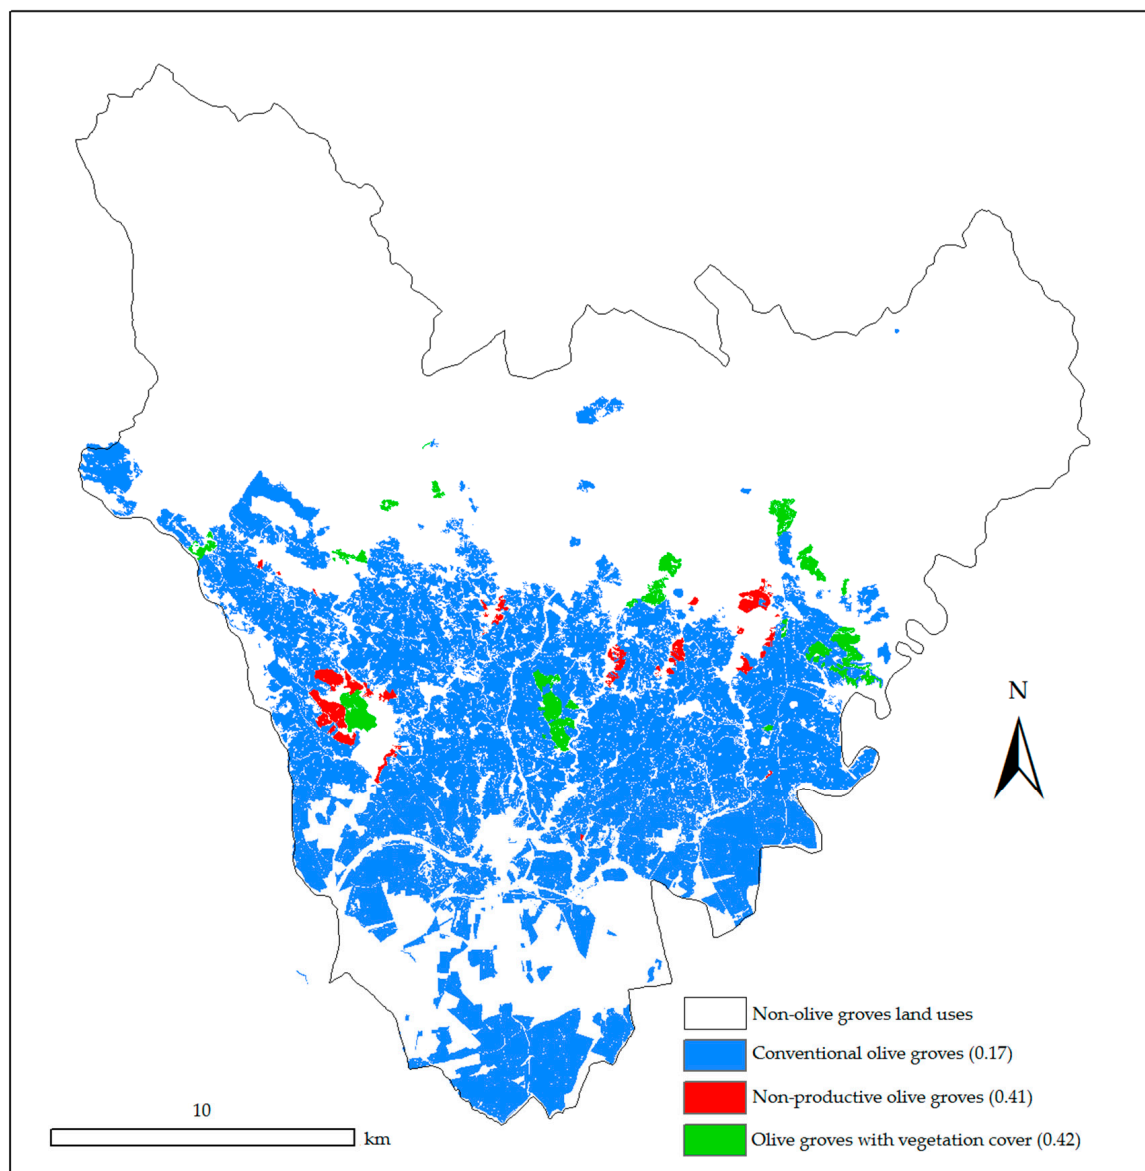 N
Non-olive groves land uses
Conventional olive groves (0.17)
Non-productive olive groves (0.41)
Olive groves with vegetation cover (0.42)
10
km